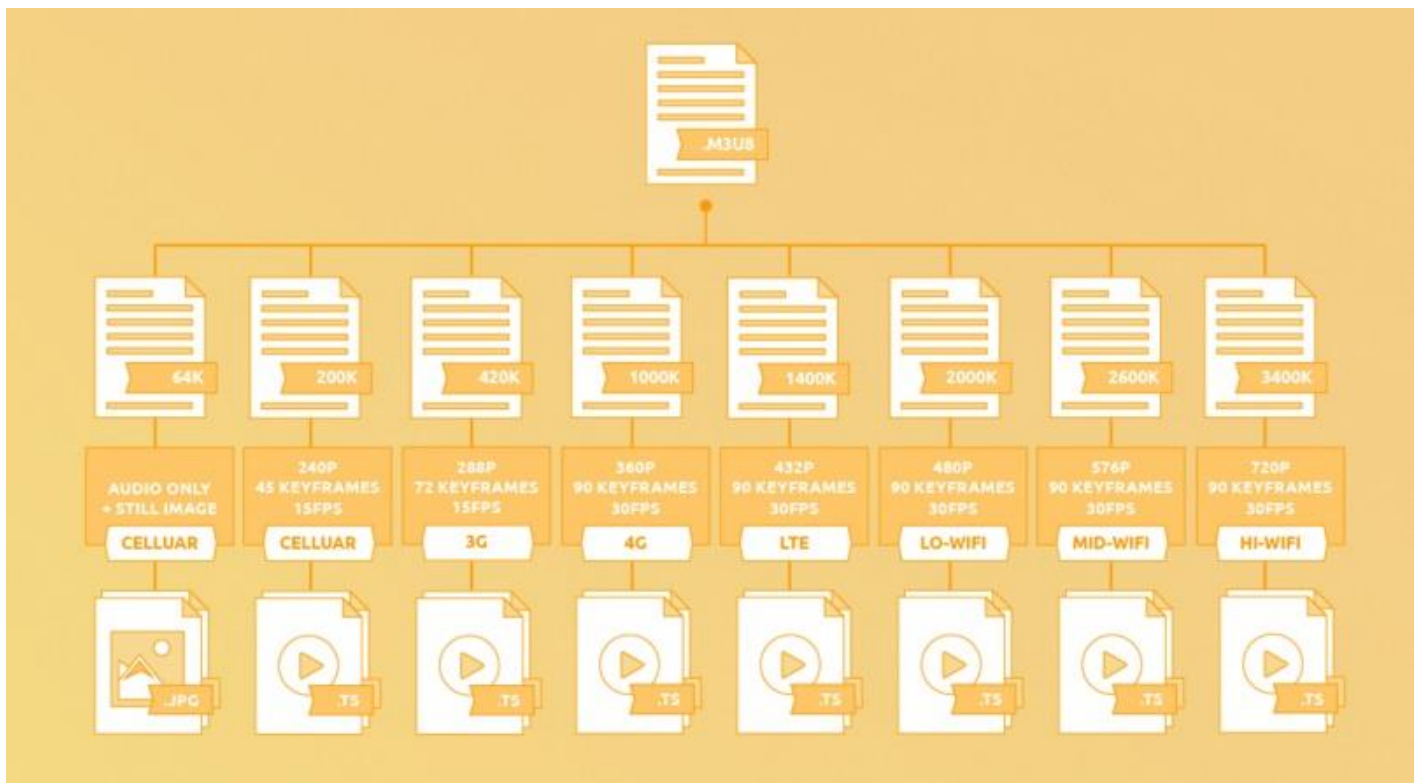 .M3U8
64K
200K
420K
1000K
1400K
2000K
2600K
3400K
AUDIO ONLY
+ STILL IMAGE
CELLUAR
240P
45 KEYFRAMES
15FPS
CELLUAR
288P
72 KEYFRAMES
15FPS
3G
360P
90 KEYFRAMES
30FPS
4G
432P
90 KEYFRAMES
30FPS
LTE
480P
90 KEYFRAMES
30FPS
LO-WIFI
576P
90 KEYFRAMES
30FPS
MID-WIFI
720P
90 KEYFRAMES
30FPS
HI-WIFI
.JPG
.TS
.TS
.TS
.TS
.TS
.TS
.TS